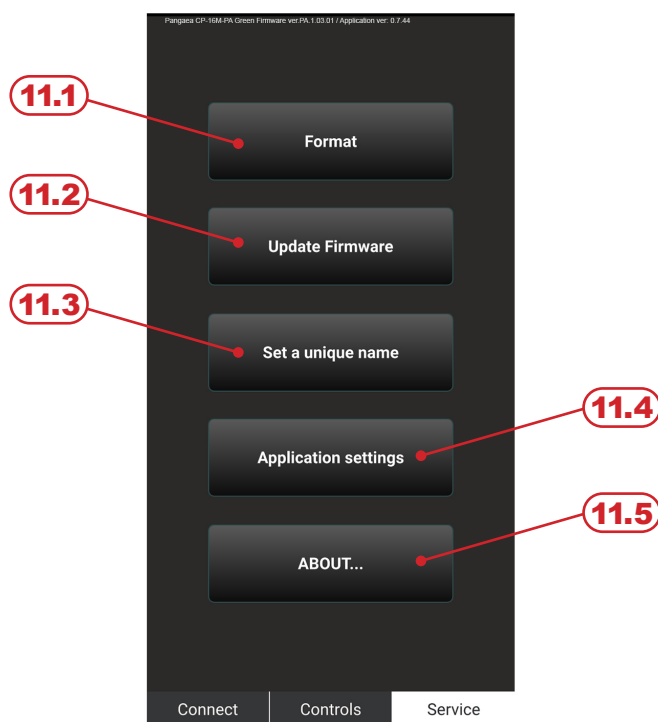 Pangaea CP-16M-PA Green Firmware ver.PA.1.03.01 / Application ver: 0.7.44
11.1
Format
11.2
Update Firmware
11.3
Set a unique name
11.4
Application settings
11.5
ABOUT...
Connect Controls Service